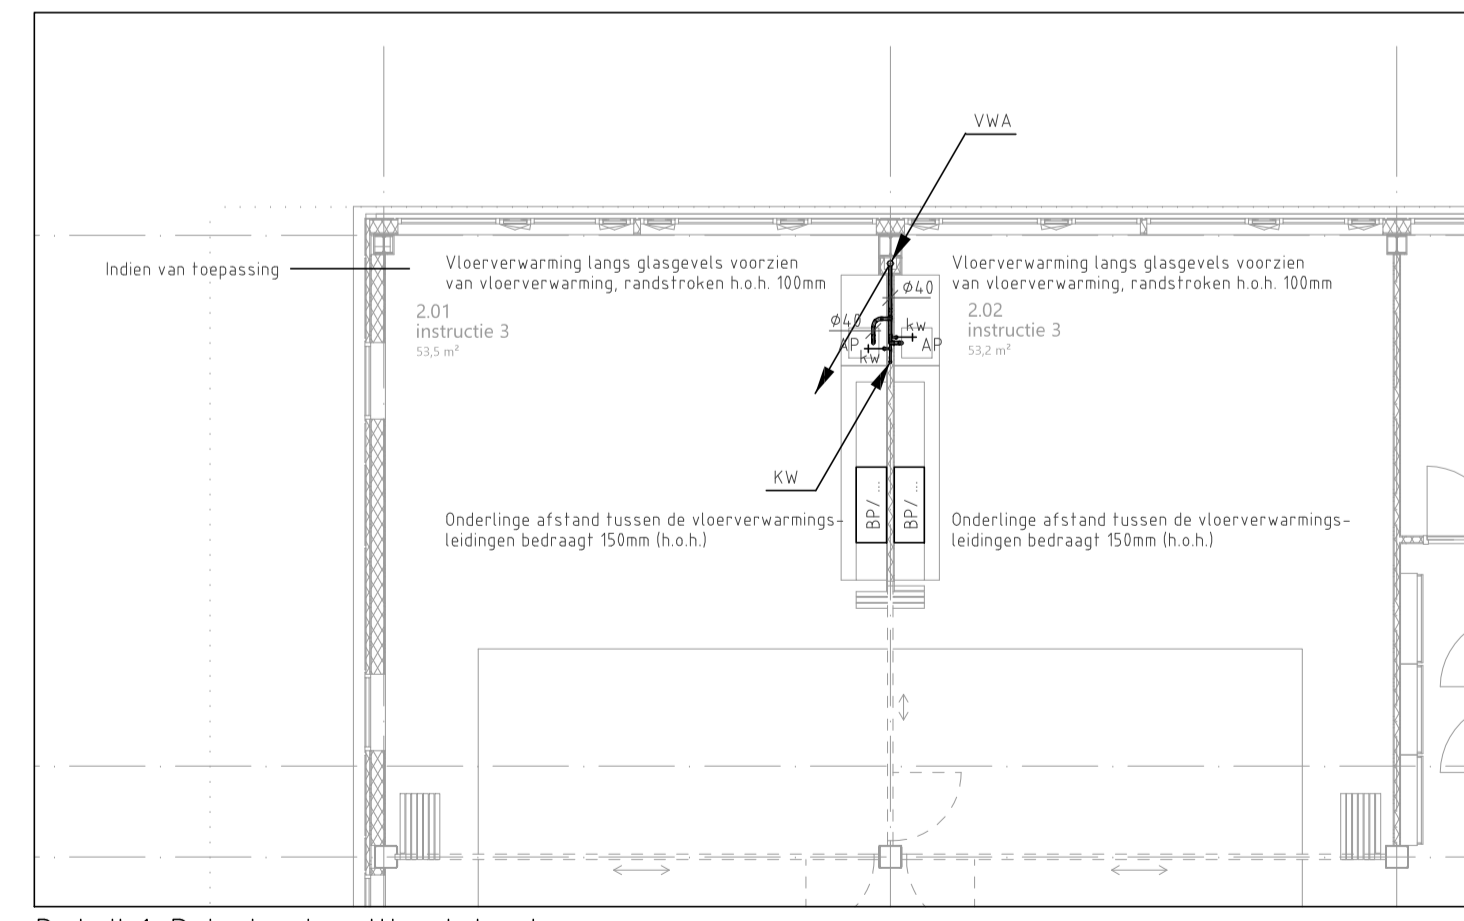 VWA
Indien van toepassing
Vloerverwarming langs glasgevels voorzien
van vloerverwarming, randstroken h.o.h. 100mm
2.01
instructie 3
53,5 m²
Vloerverwarming langs glasgevels voorzien
van vloerverwarming, randstroken h.o.h. 100mm
2.02
instructie 3
53,2 m²
ø40
ø40
kw
AP
AP
kw
KW
BP/ ...
BP/ ...
Onderlinge afstand tussen de vloerverwarmings-
leidingen bedraagt 150mm (h.o.h.)
Onderlinge afstand tussen de vloerverwarmings-
leidingen bedraagt 150mm (h.o.h.)